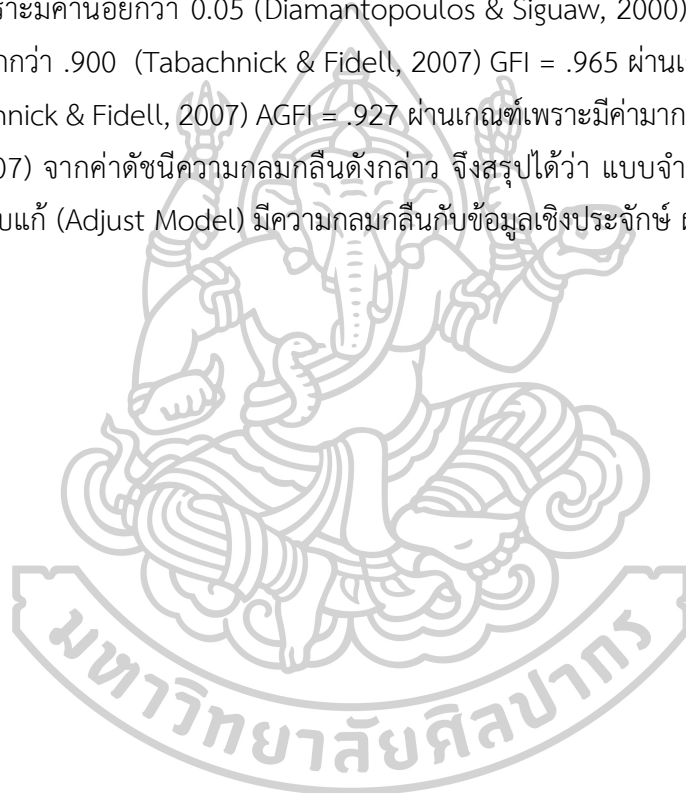 ราะมีค่าน้อยกว่า 0.05 (Diamantopoulos & Siguaw, 2000)
กกว่า .900 (Tabachnick & Fidell, 2007) GFI = .965 ผ่านเ
hnick & Fidell, 2007) AGFI = .927 ผ่านเกณฑ์เพราะมีค่ามาก
07) จากค่าดัชนีความกลมกลืนดังกล่าว จึงสรุปได้ว่า แบบจำ
บแก้ (Adjust Model) มีความกลมกลืนกับข้อมูลเชิงประจักษ์
มหาวิทยาลัยศิลปากร